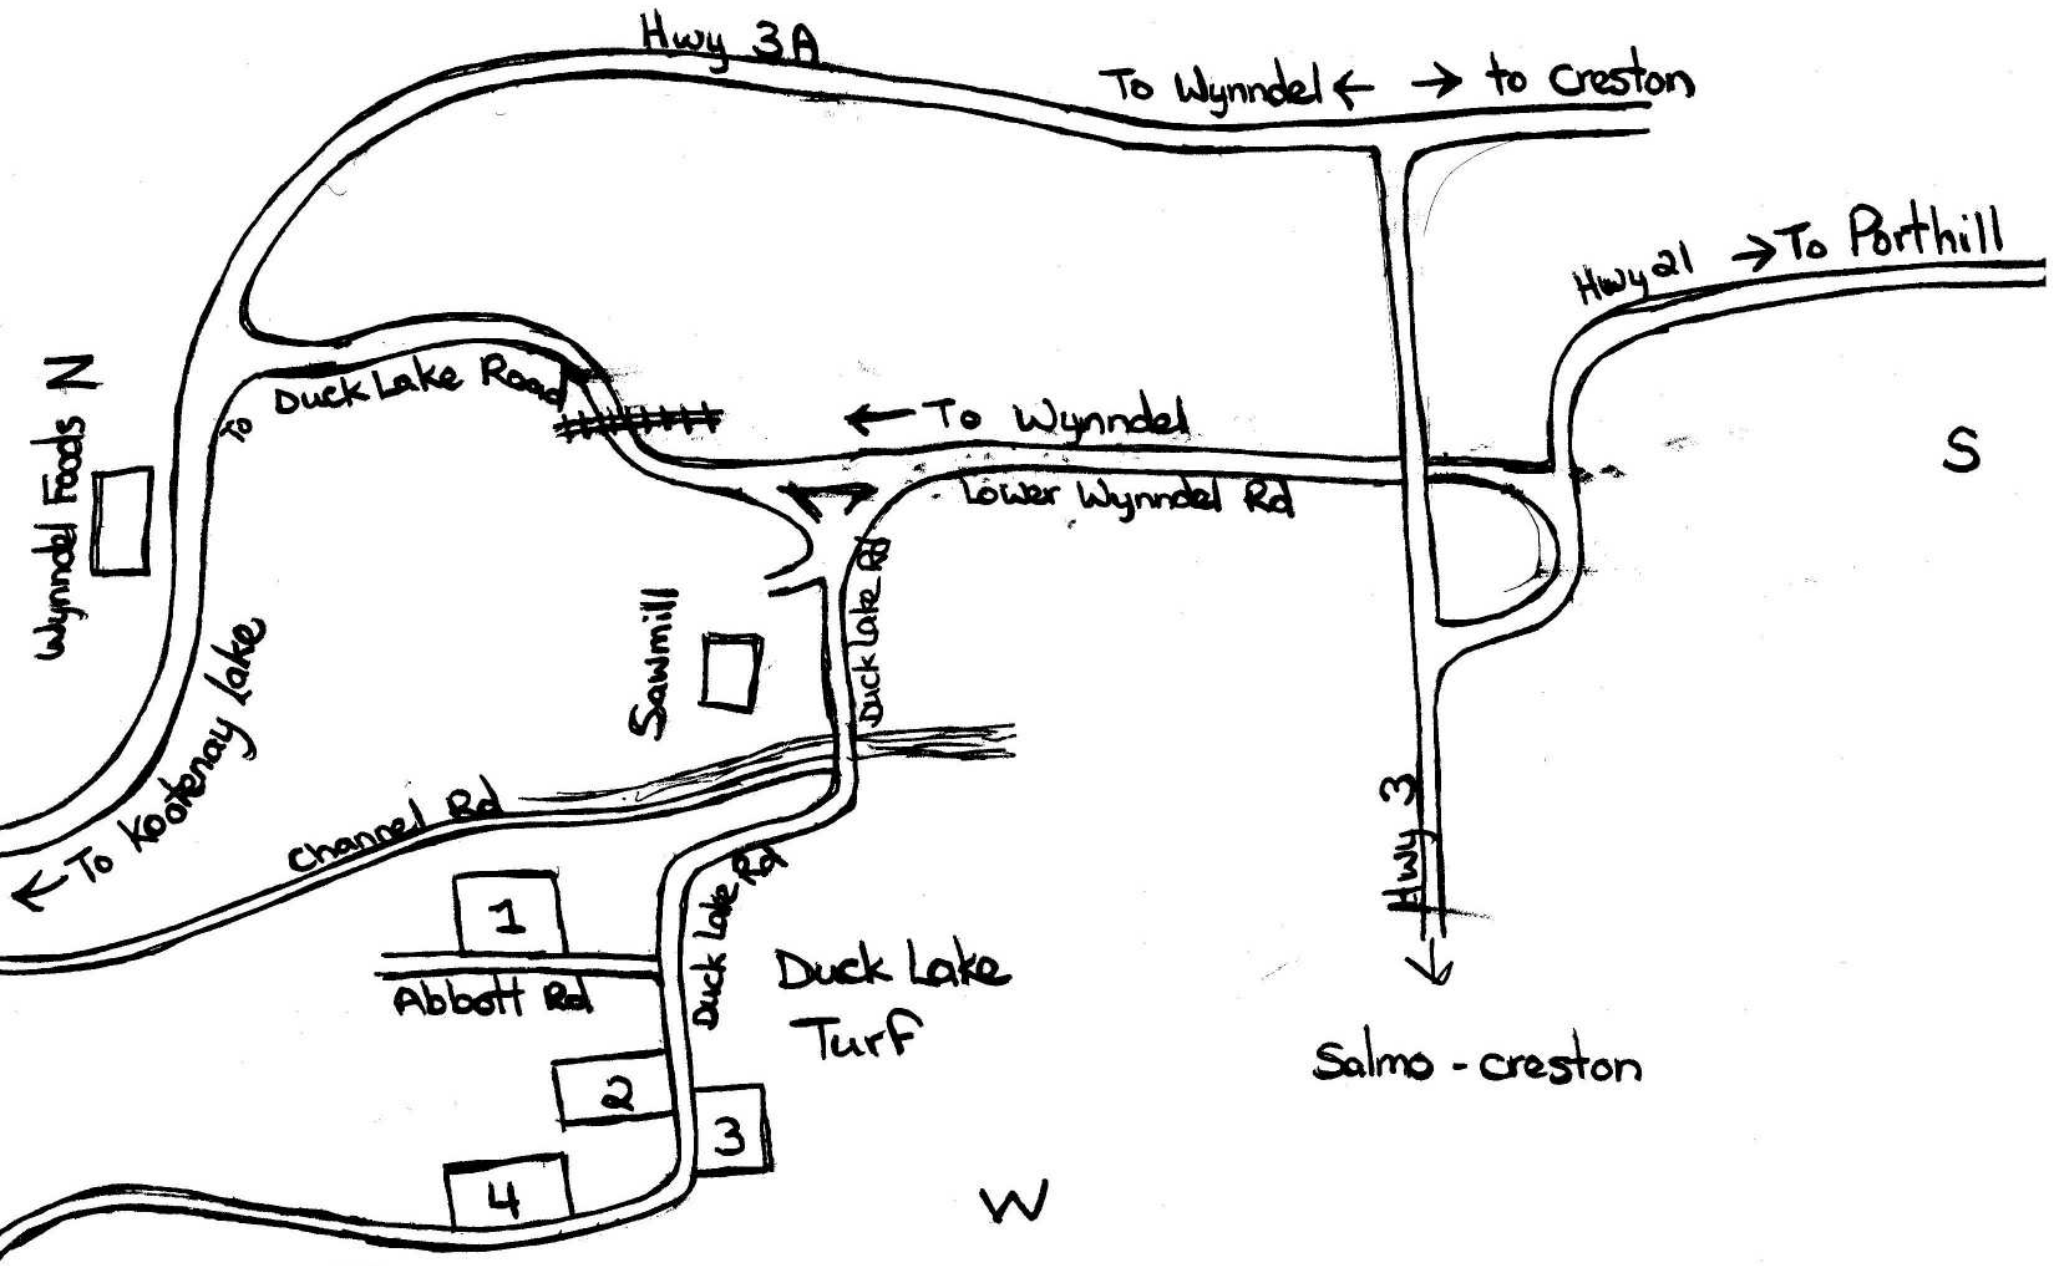 Hwy 3A
To Wynndel ← → to Creston
Hwy 21 → To Porthill
N
Duck Lake Road
To
← To Wynndel
S
Lower Wynndel Rd
Wynndel Foods
Duck Lake Rd
Sawmill
← To Kootenay Lake
Channel Rd
Hwy 3
Duck Lake Rd
1
Abbott Rd
Duck Lake
Turf
Salmo - creston
2
3
4
W